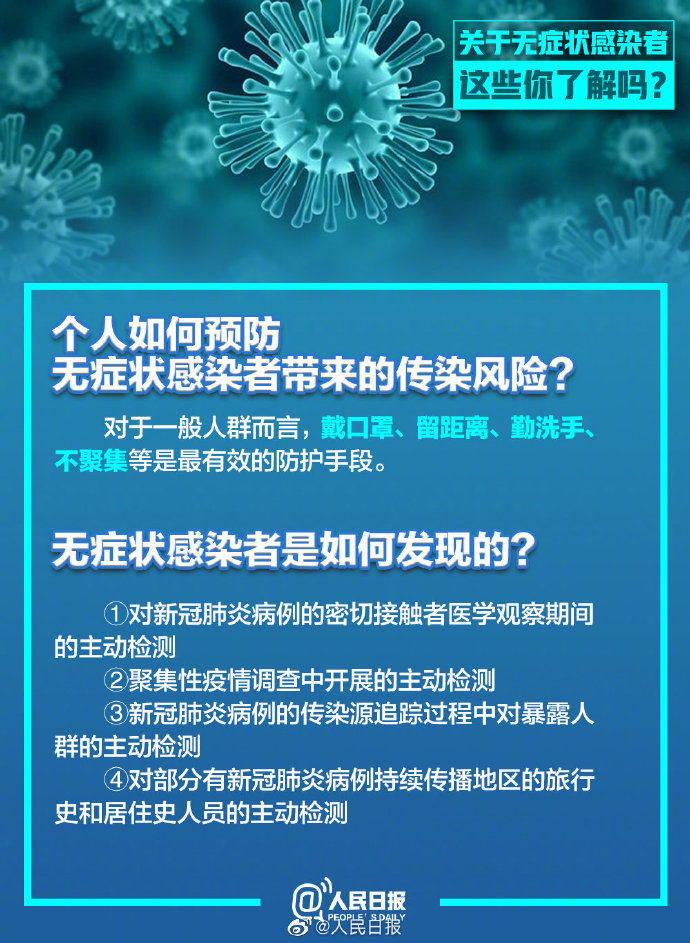 关于无症状感染者
这些你了解吗？
个人如何预防
无症状感染者带来的传染风险？
对于一般人群而言，戴口罩、留距离、勤洗手、
不聚集等是最有效的防护手段。
无症状感染者是如何发现的？
①对新冠肺炎病例的密切接触者医学观察期间
的主动检测
②聚集性疫情调查中开展的主动检测
③新冠肺炎病例的传染源追踪过程中对暴露人
群的主动检测
④对部分有新冠肺炎病例持续传播地区的旅行
史和居住史人员的主动检测
@人民日报
PEOPLE'S DAILY
@人民日报